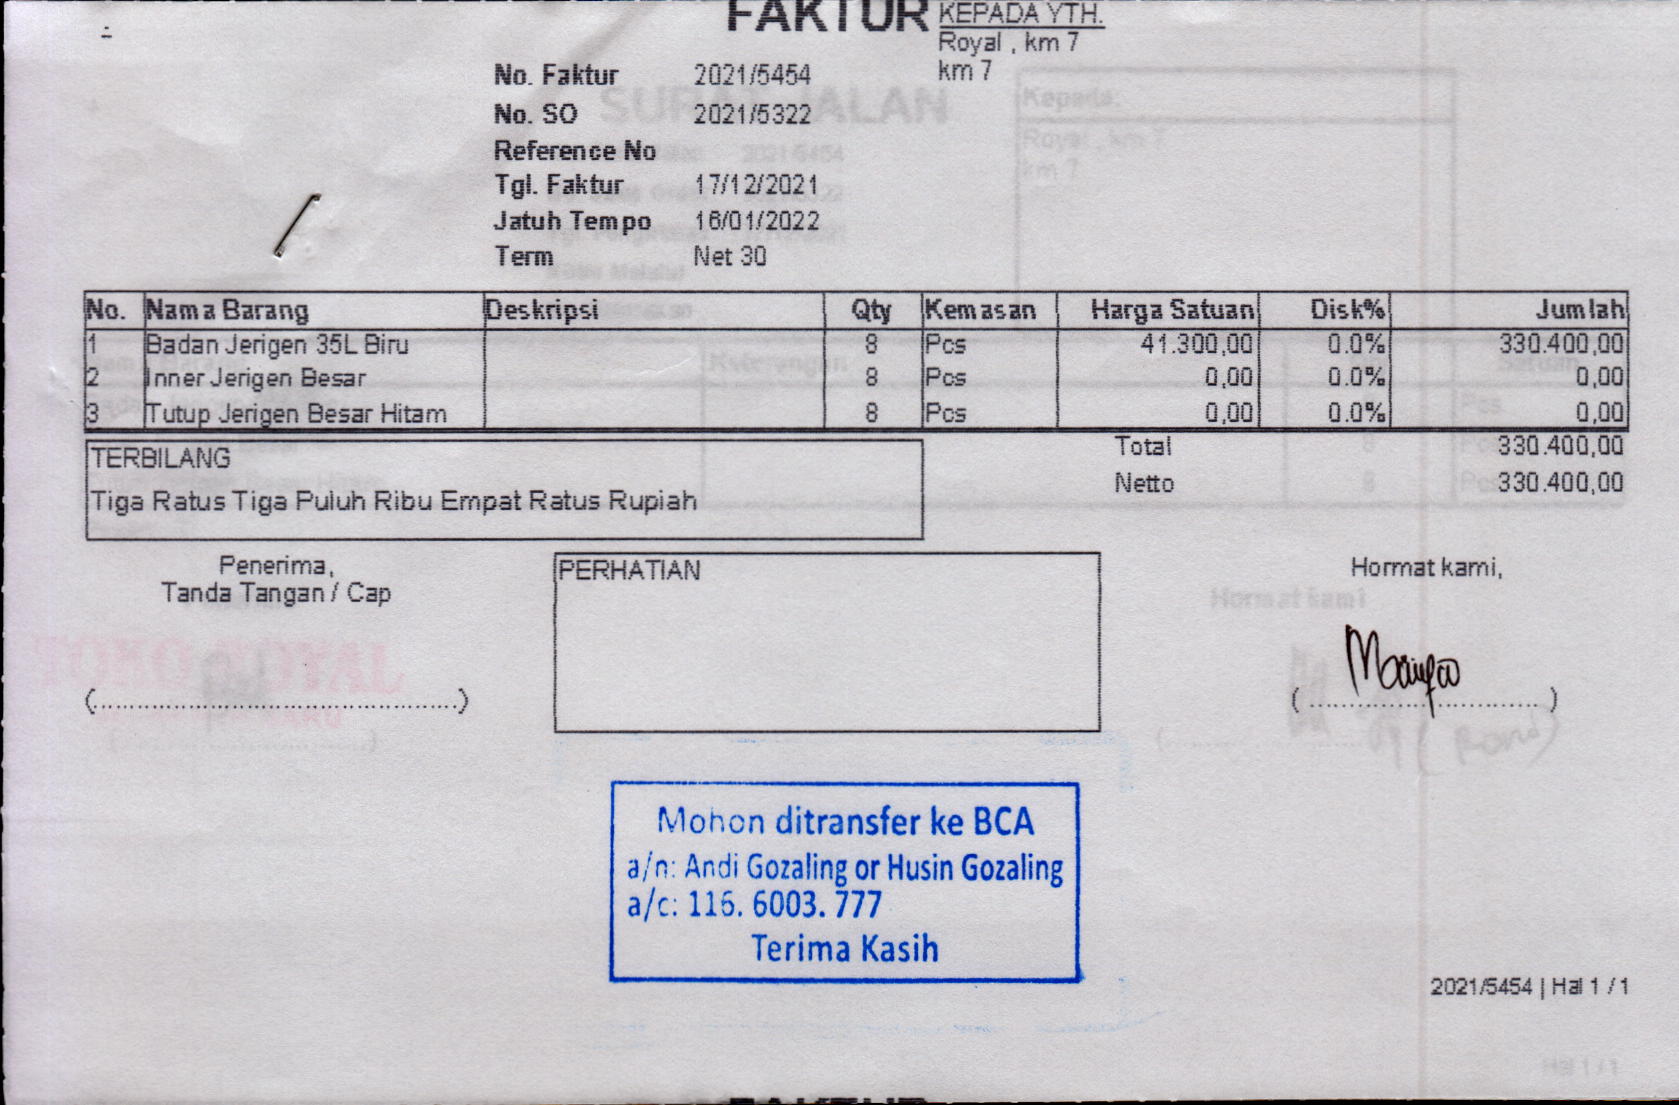 FAKTUR
KEPADA YTH.
Royal , km 7
km 7
No. Faktur 2021/5454
No. SO 2021/5322
Reference No
Tgl. Faktur 17/12/2021
Jatuh Tempo 16/01/2022
Term Net 30
No. Nama Barang Deskripsi Qty Kemasan Harga Satuan Disk% Jumlah
1 Badan Jerigen 35L Biru 8 Pcs 41.300,00 0.0% 330.400,00
2 Inner Jerigen Besar 8 Pcs 0,00 0.0% 0,00
3 Tutup Jerigen Besar Hitam 8 Pcs 0,00 0.0% 0,00
TERBILANG
Tiga Ratus Tiga Puluh Ribu Empat Ratus Rupiah
Total 330.400,00
Netto 330.400,00
Penerima,
Tanda Tangan / Cap
PERHATIAN
Hormat kami,
Mohon ditransfer ke BCA
a/n: Andi Gozaling or Husin Gozaling
a/c: 116. 6003. 777
Terima Kasih
2021/5454 | Hal 1 / 1